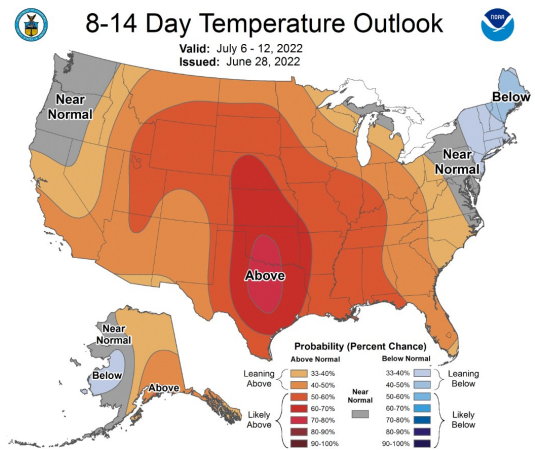 8-14 Day Temperature Outlook
noaa
Valid: July 6 - 12, 2022
Issued: June 28, 2022
Near
Normal
Below
Near
Normal
Above
Near
Normal
Below
Above
Probability (Percent Chance)
Above Normal
Below Normal
Leaning
Above
33-40%
40-50%
Likely
Above
50-60%
60-70%
70-80%
80-90%
90-100%
Near
Normal
33-40%
40-50%
Leaning
Below
50-60%
60-70%
70-80%
80-90%
90-100%
Likely
Below